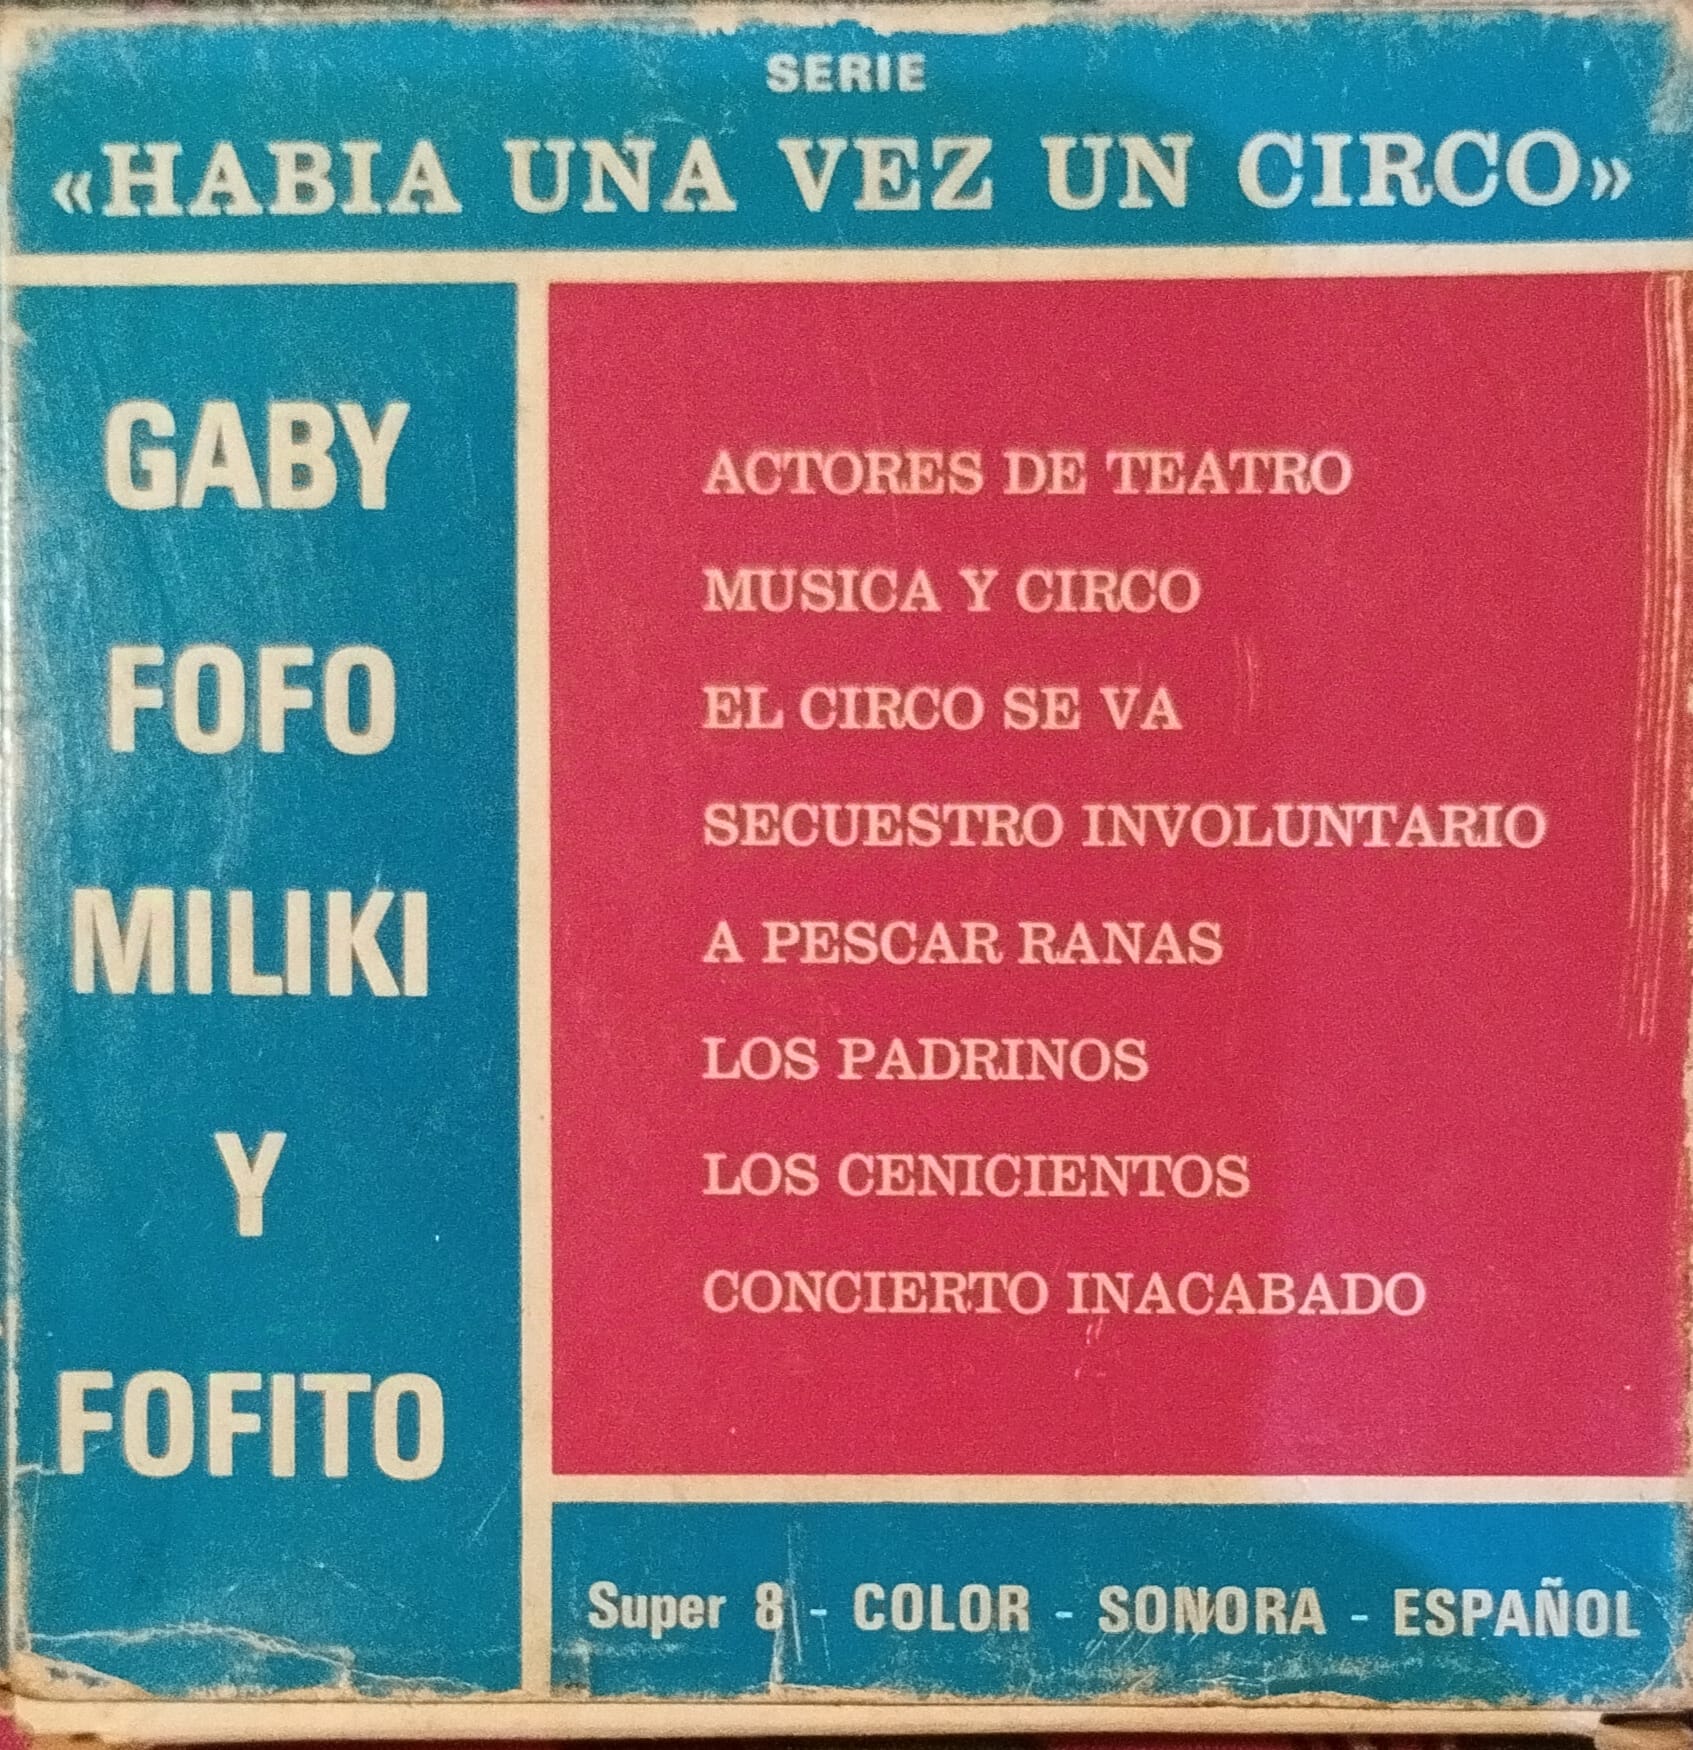 SERIE
«HABIA UNA VEZ UN CIRCO»
GABY
FOFO
MILIKI
Y
FOFITO
ACTORES DE TEATRO
MUSICA Y CIRCO
EL CIRCO SE VA
SECUESTRO INVOLUNTARIO
A PESCAR RANAS
LOS PADRINOS
LOS CENICIENTOS
CONCIERTO INACABADO
Super 8 - COLOR - SONORA - ESPAÑOL